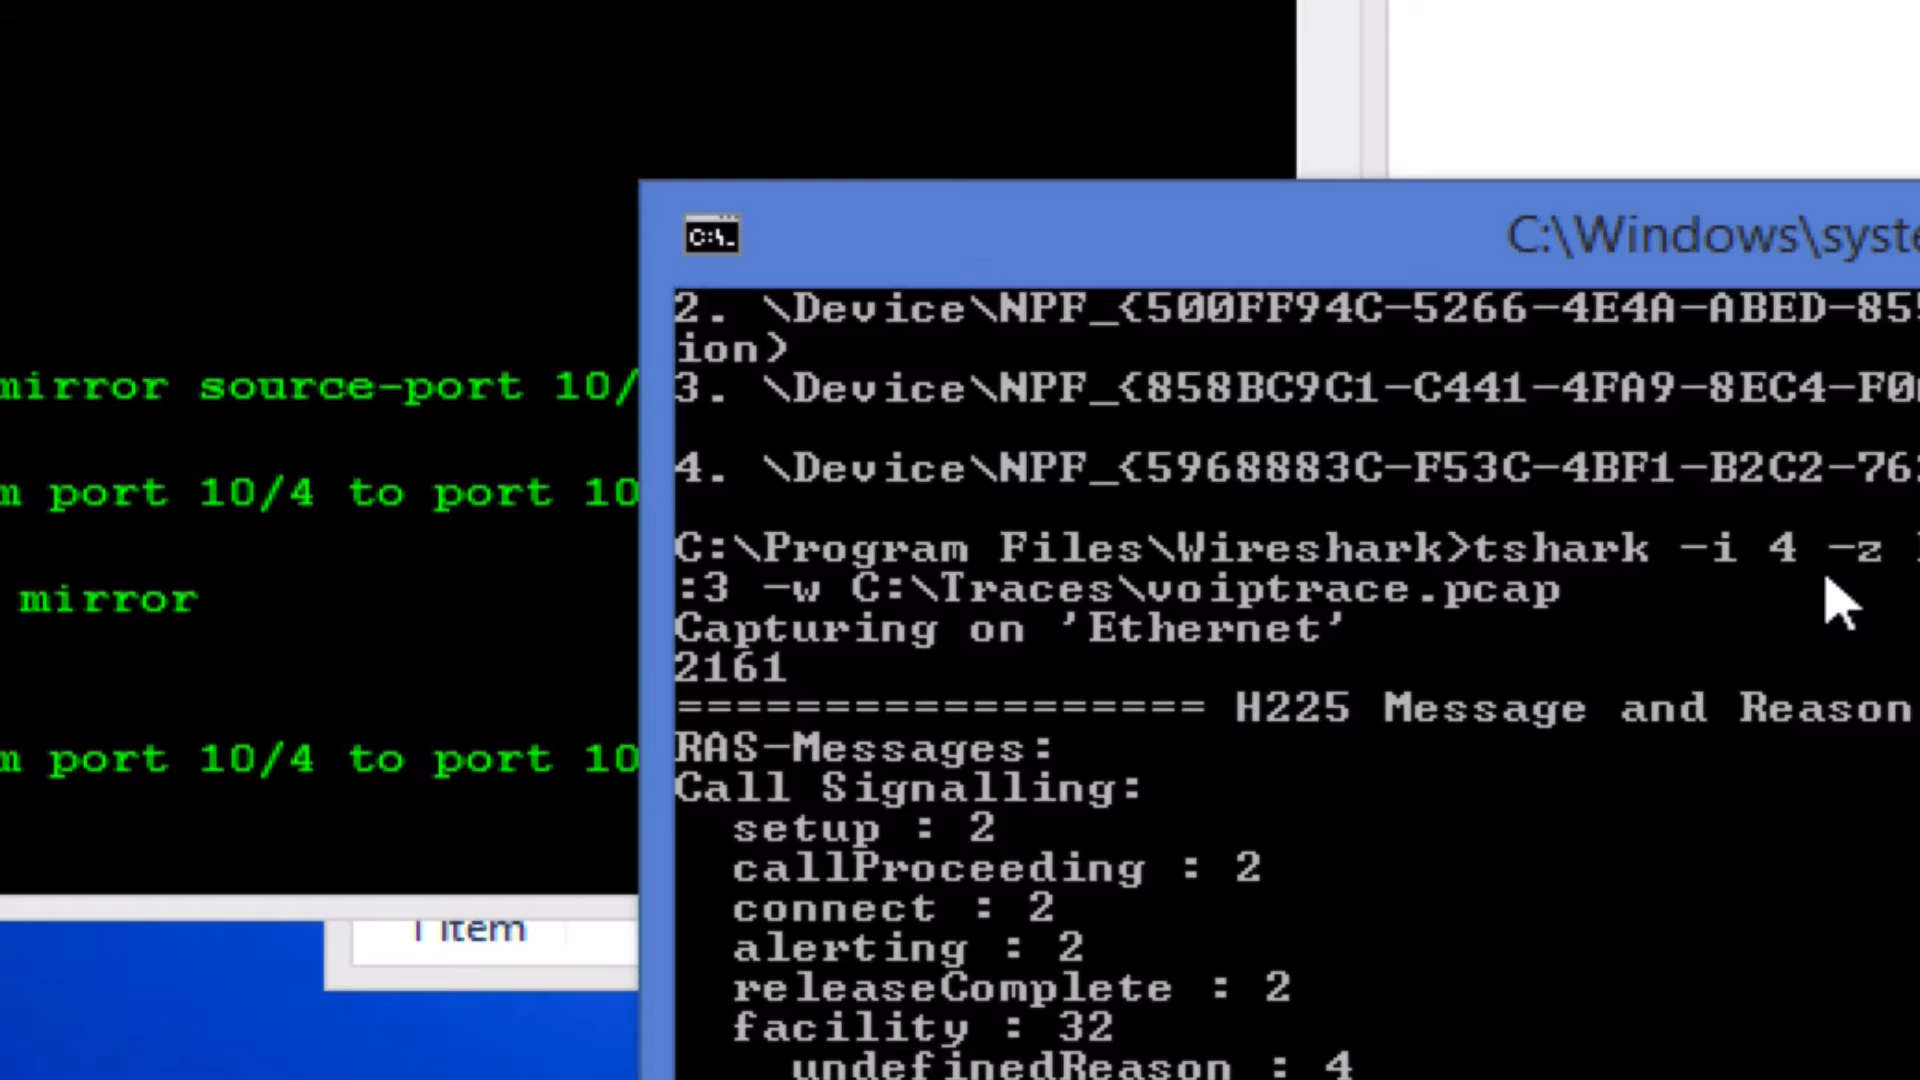 mirror source-port 10/
port 10/4 to port 10
mirror
port 10/4 to port 10
1 item
C:\Windows\syste
2. \Device\NPF_{500FF94C-5266-4E4A-ABED-855
ion)
3. \Device\NPF_{858BC9C1-C441-4FA9-8EC4-F0
4. \Device\NPF_{5968883C-F53C-4BF1-B2C2-76
C:\Program Files\Wireshark>tshark -i 4 -z
:3 -w C:\Traces\voiptrace.pcap
Capturing on 'Ethernet'
2161
================== H225 Message and Reason
RAS-Messages:
Call Signalling:
setup : 2
callProceeding : 2
connect : 2
alerting : 2
releaseComplete : 2
facility : 32
undefinedReason : 4